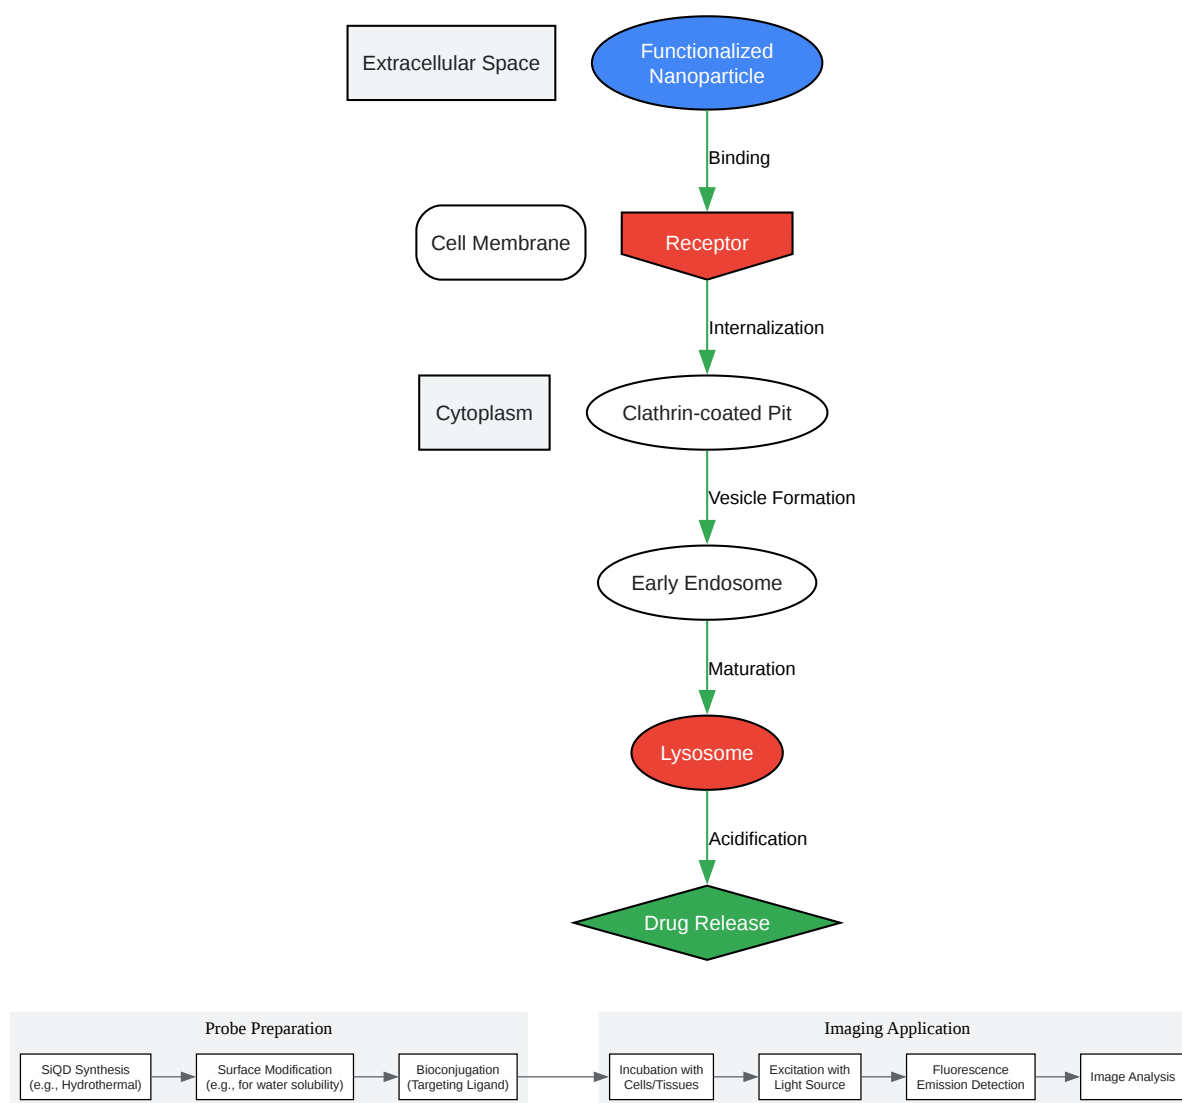 Extracellular Space
Functionalized
Nanoparticle
Binding
Cell Membrane
Receptor
Internalization
Cytoplasm
Clathrin-coated Pit
Vesicle Formation
Early Endosome
Maturation
Lysosome
Acidification
Drug Release
Probe Preparation
SiQD Synthesis
(e.g., Hydrothermal)
Surface Modification
(e.g., for water solubility)
Bioconjugation
(Targeting Ligand)
Imaging Application
Incubation with
Cells/Tissues
Excitation with
Light Source
Fluorescence
Emission Detection
Image Analysis